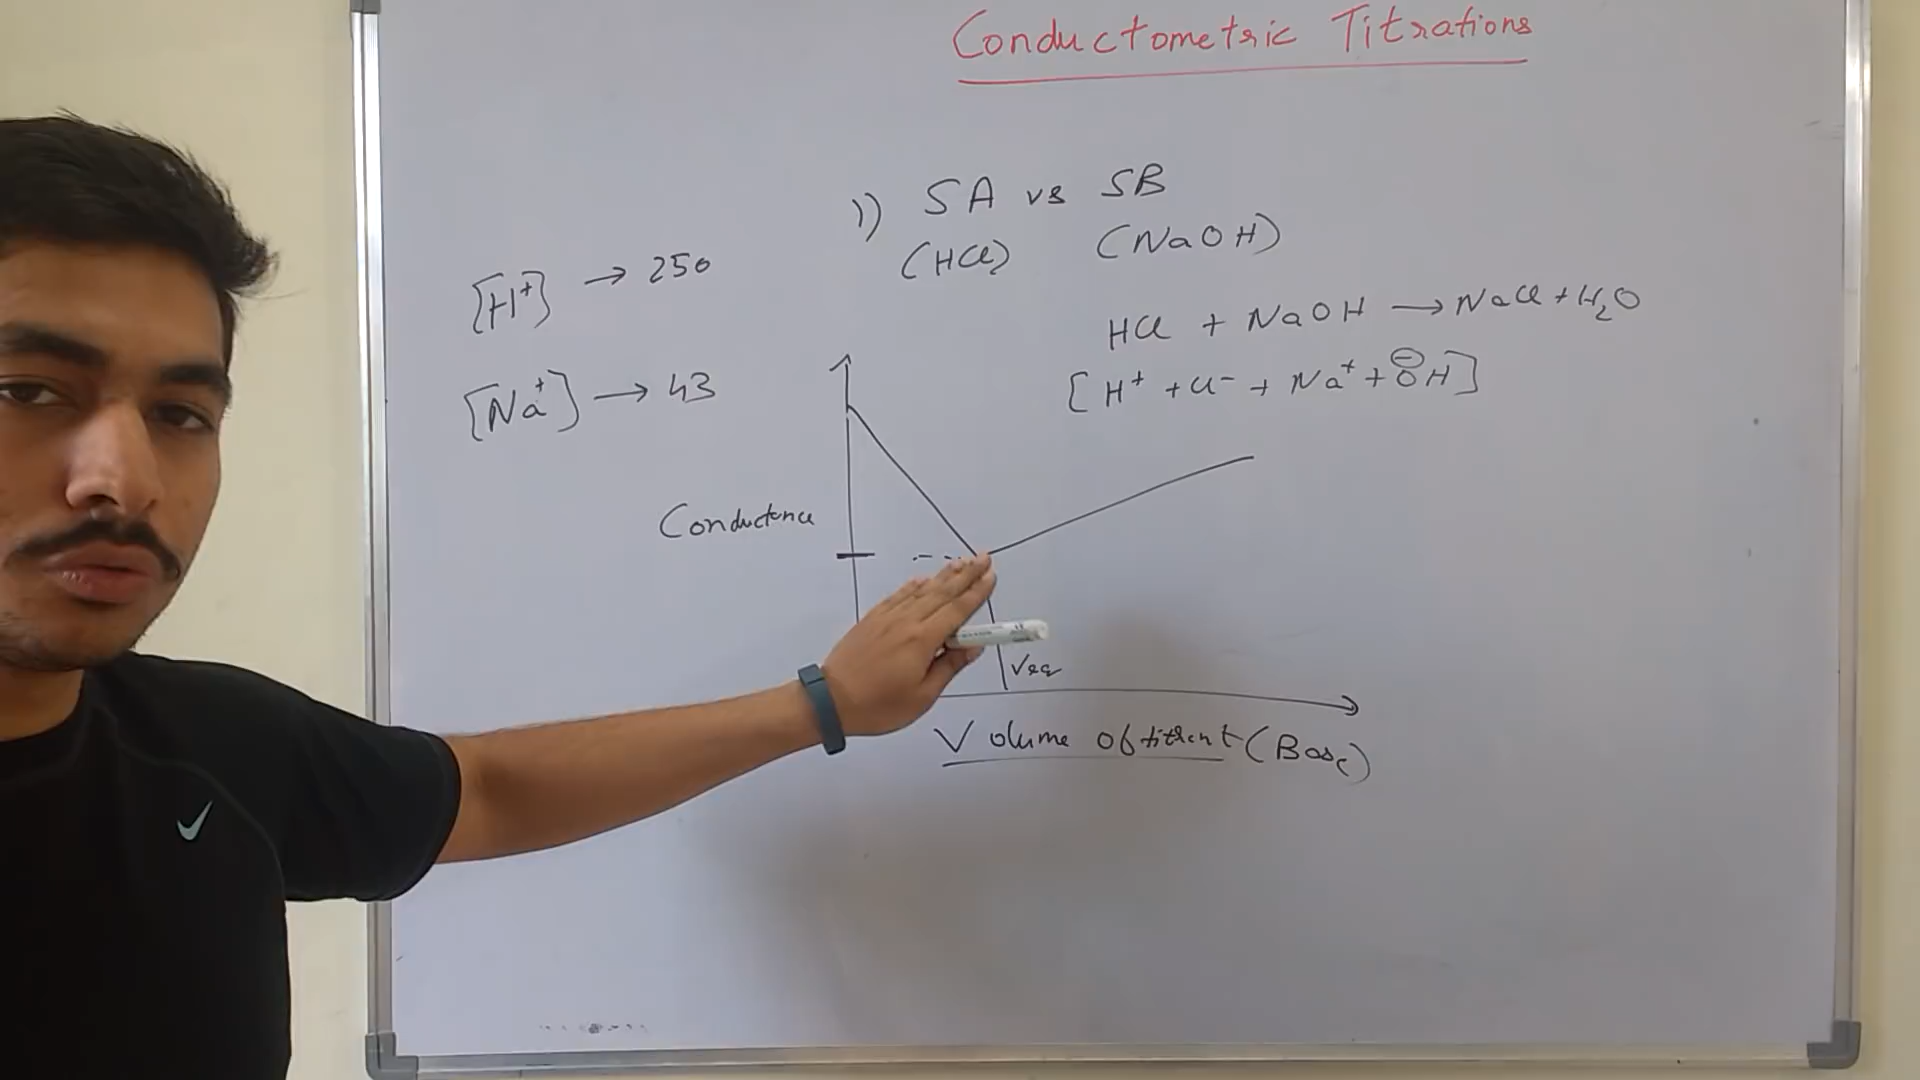 Conductometric Titrations
1) SA vs SB
(HCl) (NaOH)
[H⁺] → 250
HCl + NaOH → NaCl + H₂O
[Na⁺] → 43
[H⁺ + Cl⁻ + Na⁺ + ⊖OH]
Conductance
Veq
Volume of titrant (Base)